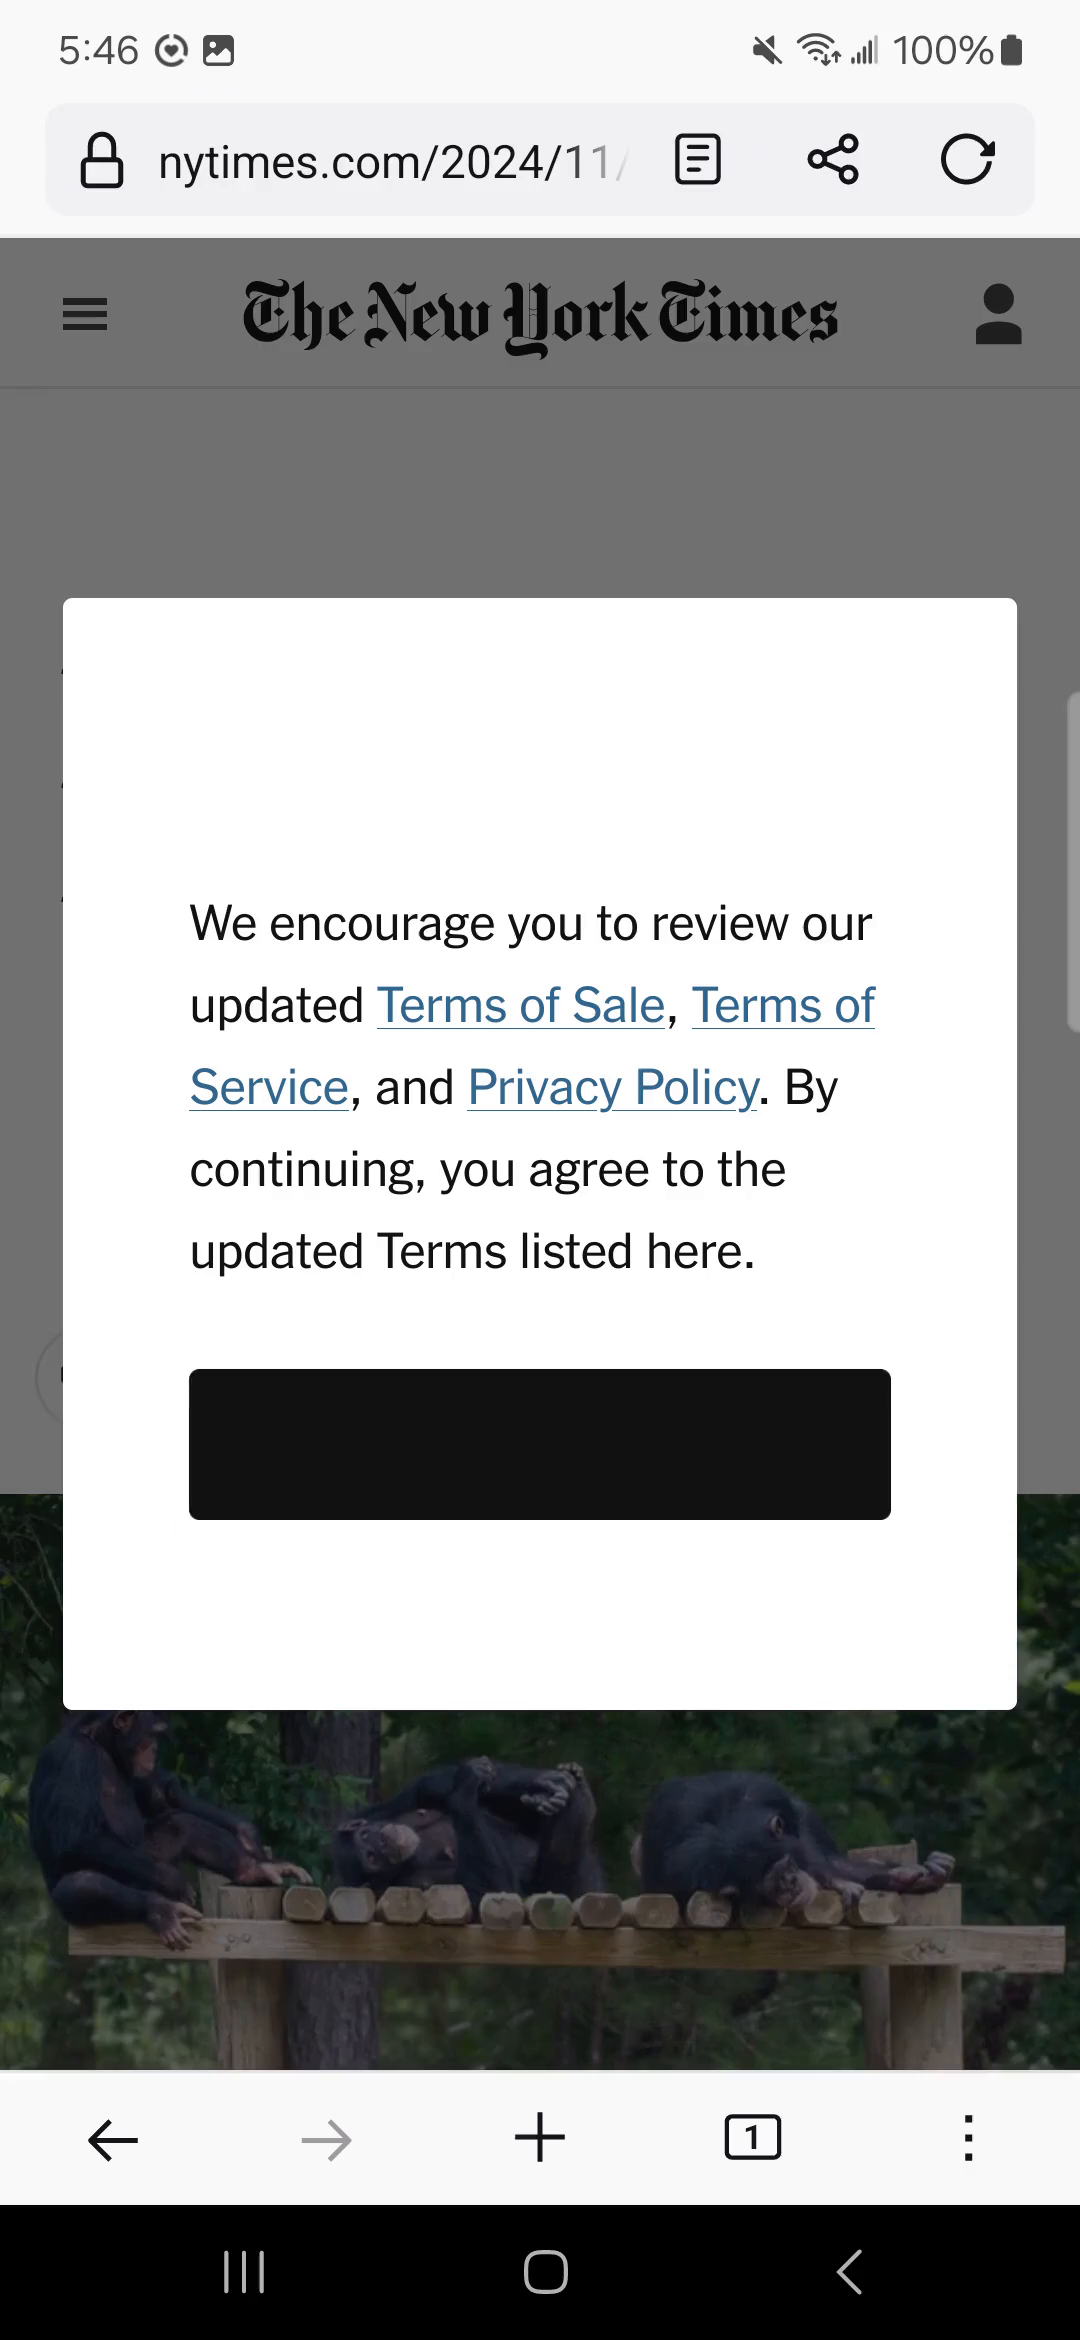 5:46
100%
nytimes.com/2024/11/
The New York Times
We encourage you to review our
updated Terms of Sale, Terms of
Service, and Privacy Policy. By
continuing, you agree to the
updated Terms listed here.
1